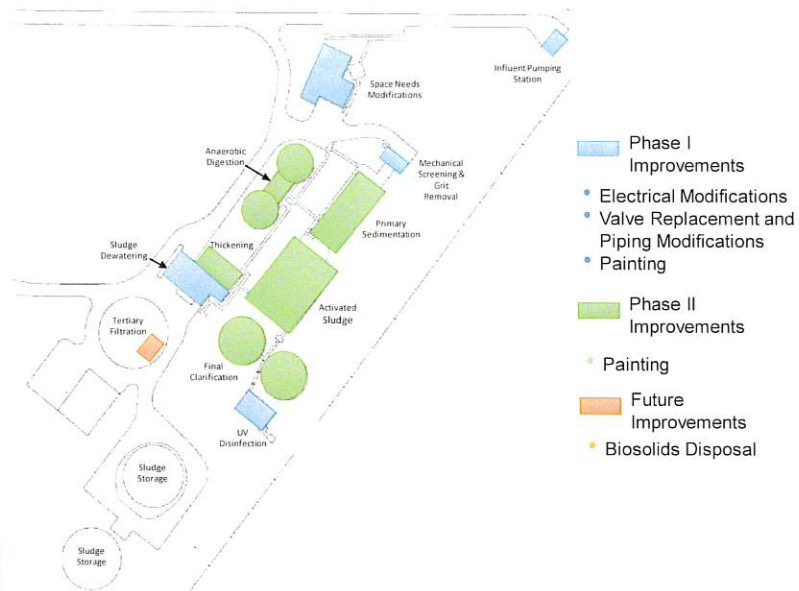 Influent Pumping
Station
Space Needs
Modifications
Anaerobic
Digestion
Mechanical
Screening &
Grit
Removal
Primary
Sedimentation
Sludge
Dewatering
Thickening
Activated
Sludge
Tertiary
Filtration
Final
Clarification
UV
Disinfection
Sludge
Storage
Sludge
Storage
Phase I
Improvements
• Electrical Modifications
• Valve Replacement and
Piping Modifications
• Painting
Phase II
Improvements
• Painting
Future
Improvements
• Biosolids Disposal